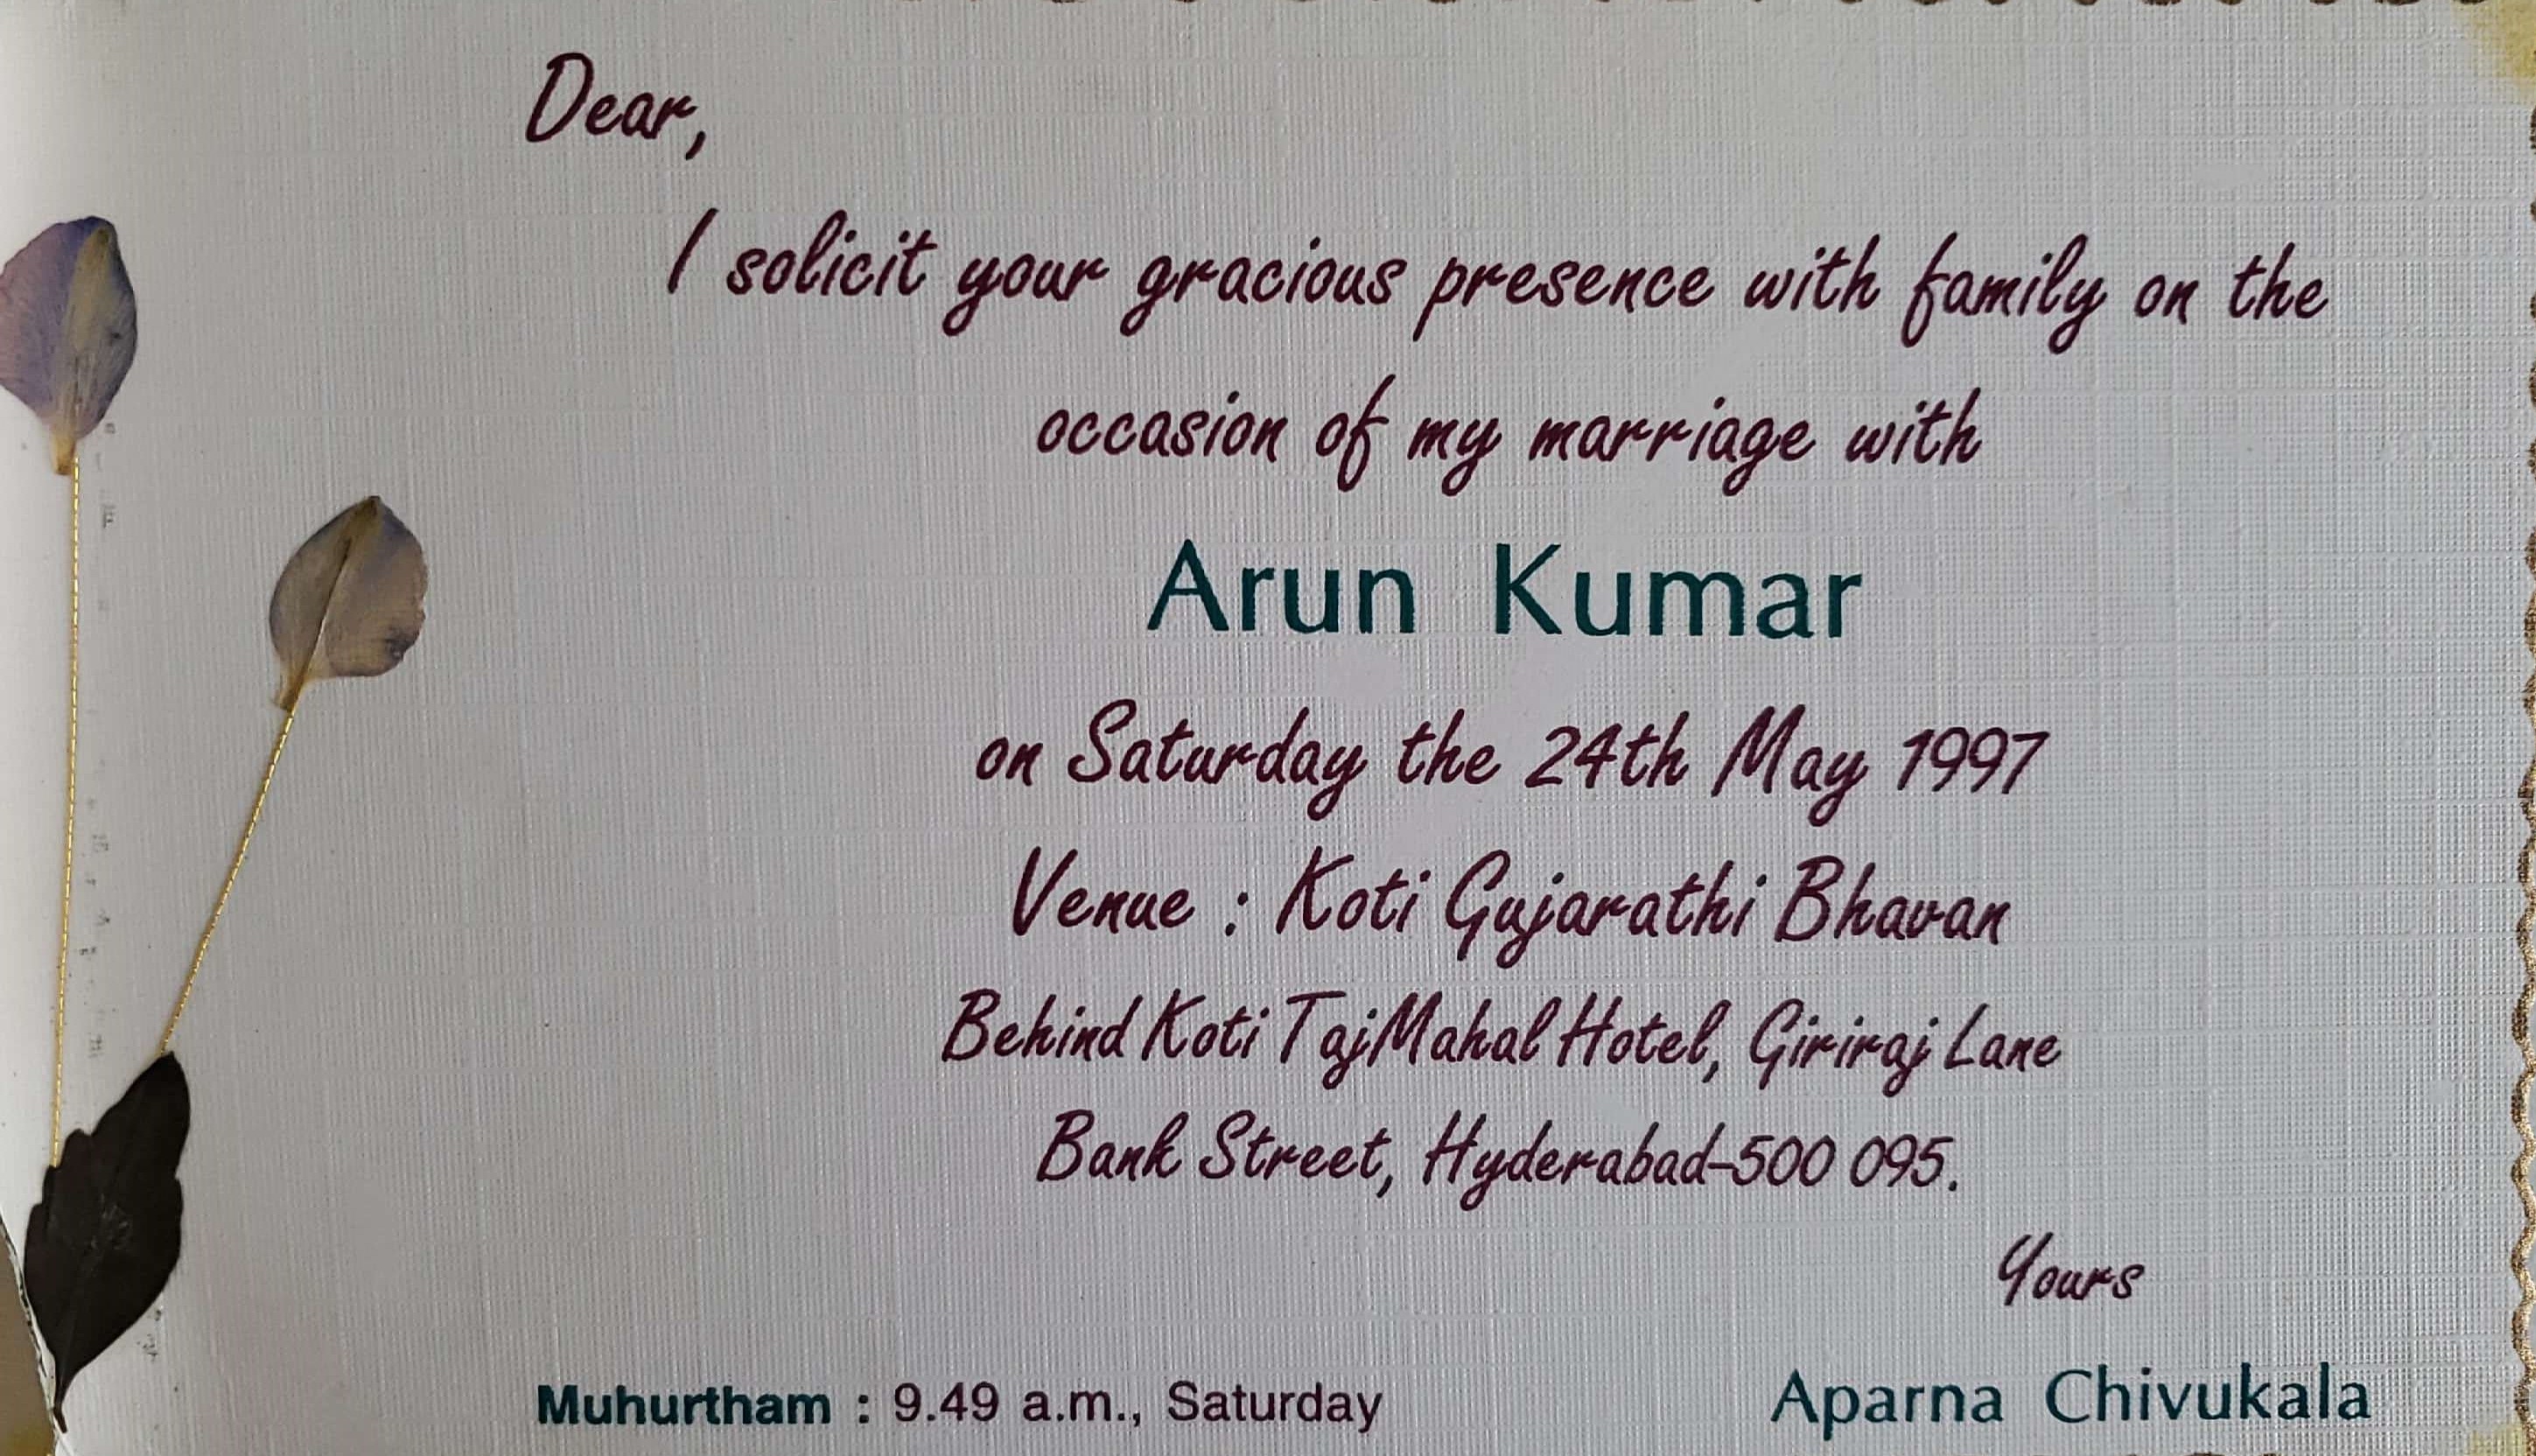 Dear,
I solicit your gracious presence with family on the
occasion of my marriage with
Arun Kumar
on Saturday the 24th May 1997
Venue : Koti Gujarathi Bhavan
Behind Koti TajMahal Hotel, Giriraj Lane
Bank Street, Hyderabad-500 095.
Yours
Muhurtham : 9.49 a.m., Saturday
Aparna Chivukala